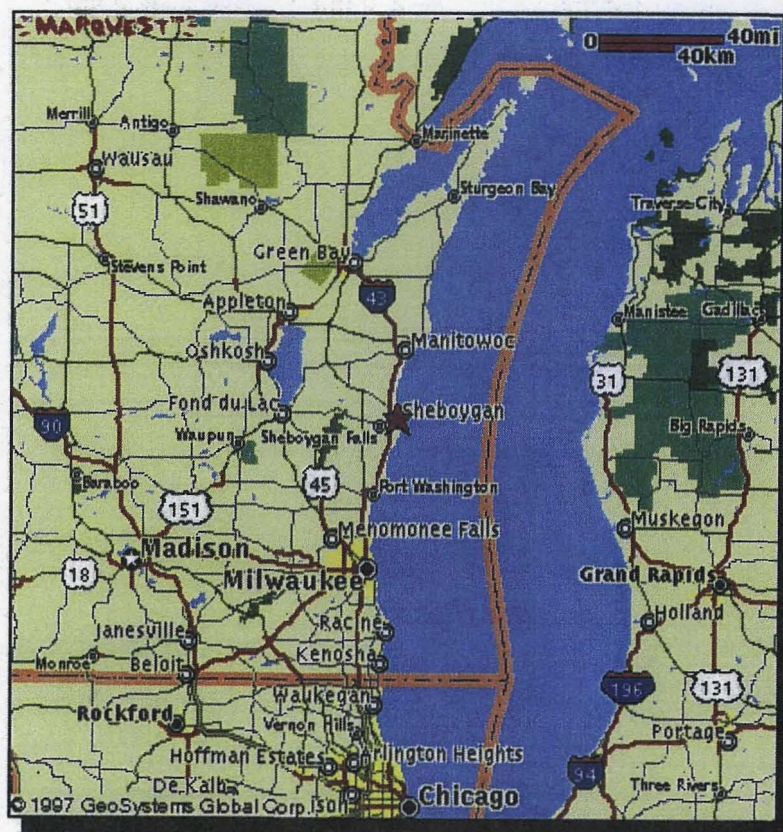 MAPQUEST
0 40mi
40km
Merrill
Antigo
Marinette
Wausau
Sturgeon Bay
Shawano
Traverse City
51
Green Bay
Stevens Point
43
Appleton
Manistee
Cadillac
Manitowoc
Oshkosh
31
131
Fond du Lac
Sheboygan
90
Waupun
Sheboygan Falls
Big Rapids
Baraboo
45
Port Washington
151
Muskegon
Menomonee Falls
Madison
18
Milwaukee
Grand Rapids
Racine
Holland
Janesville
Kenosha
Monroe
Beloit
196
131
Waukegan
Rockford
Vernon Hills
Portage
Hoffman Estates
Arlington Heights
94
De Kalb
Three Rivers
Chicago
© 1997 GeoSystems Global Corp.